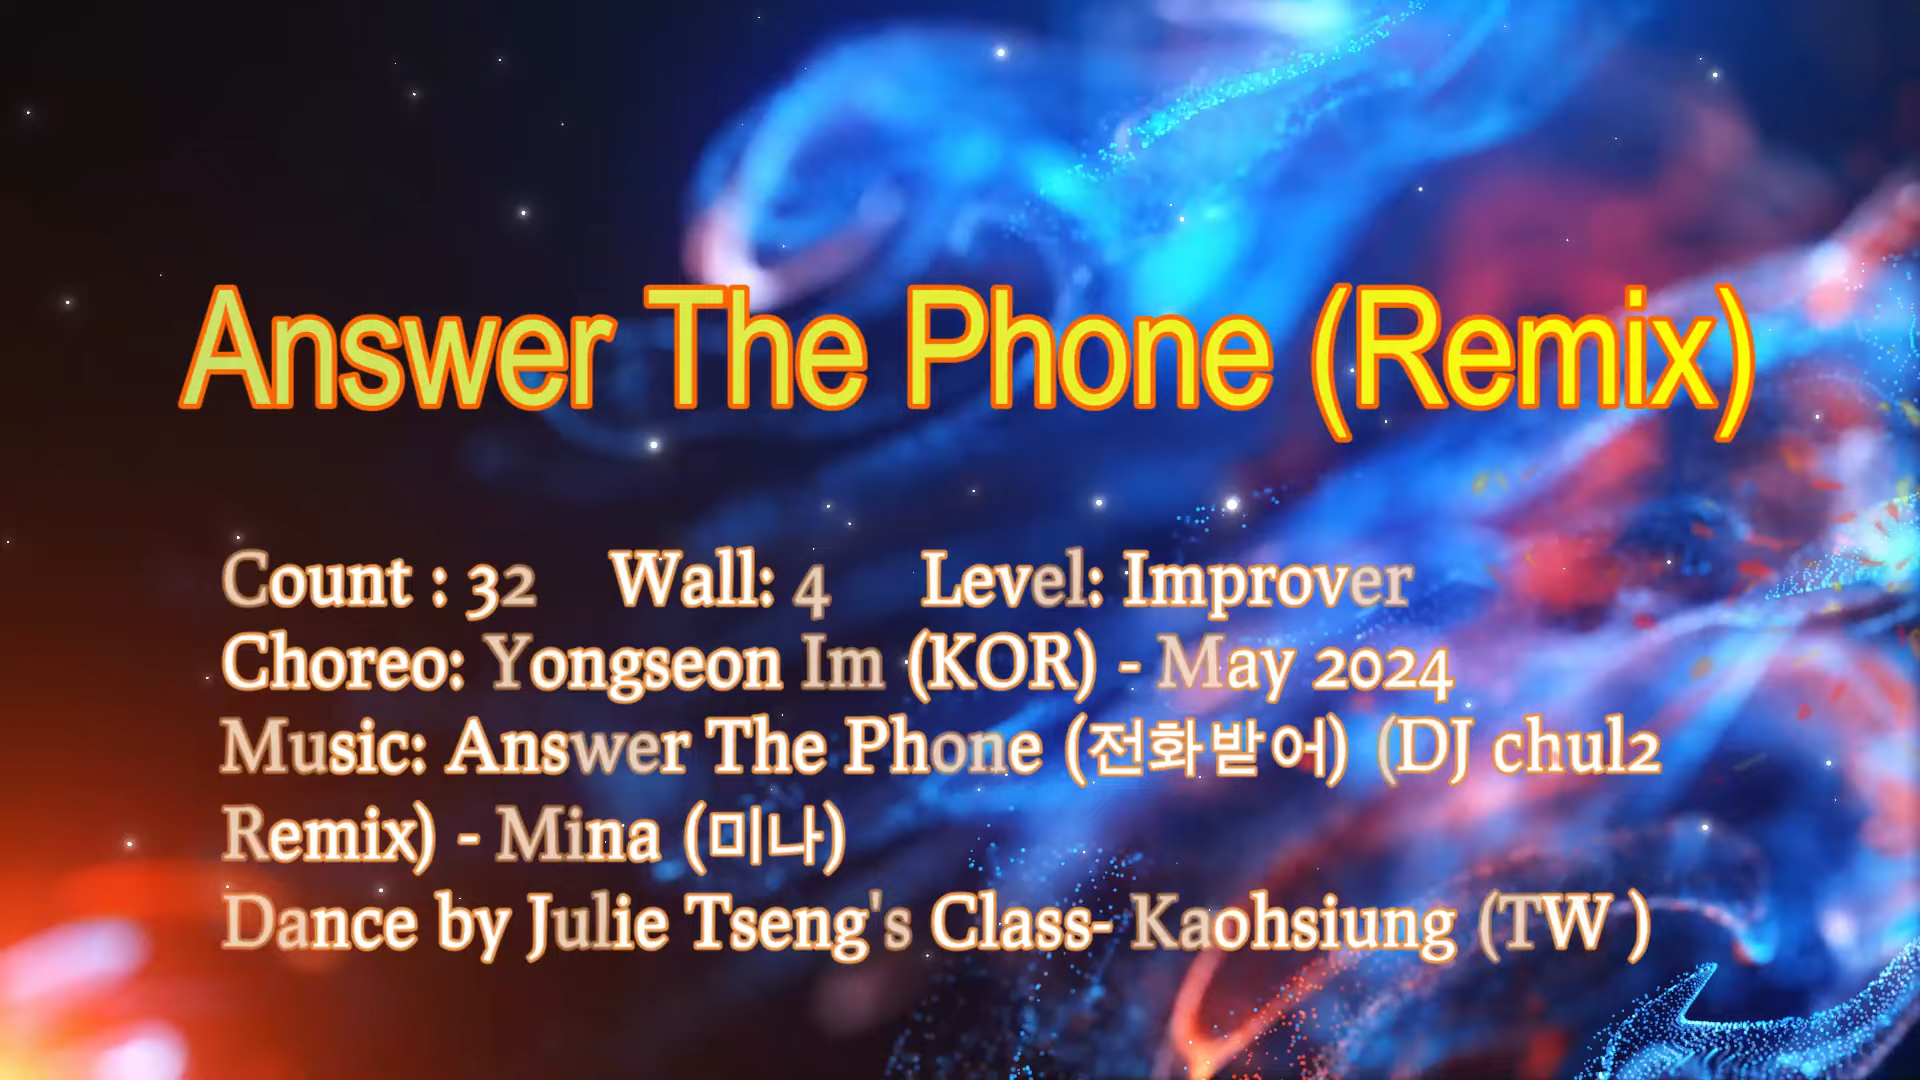 Answer The Phone (Remix)
Count : 32 Wall: 4 Level: Improver
Choreo: Yongseon Im (KOR) - May 2024
Music: Answer The Phone (전화받어) (DJ chul2
Remix) - Mina (미나)
Dance by Julie Tseng's Class- Kaohsiung (TW )